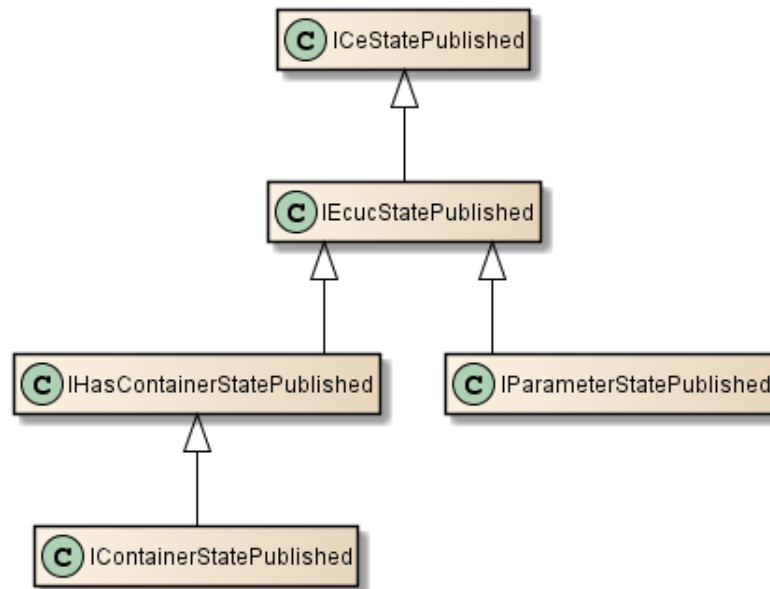 C ICeStatePublished
C IEcucStatePublished
C IHasContainerStatePublished
C IParameterStatePublished
C IContainerStatePublished